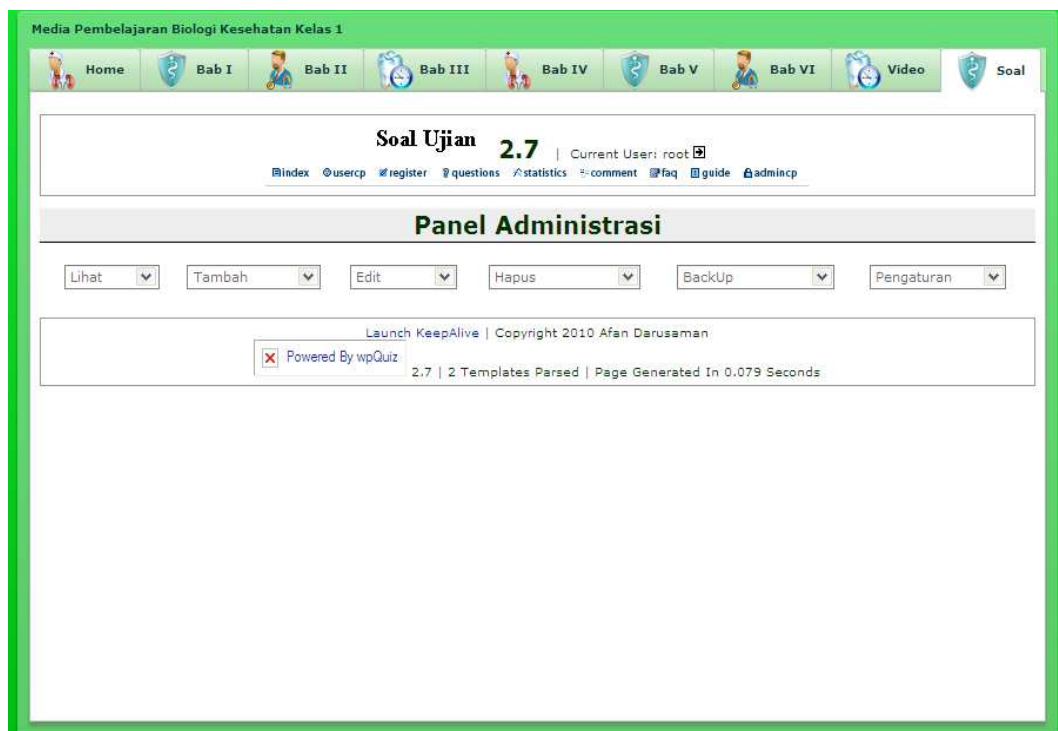 Media Pembelajaran Biologi Kesehatan Kelas 1
Home Bab I Bab II Bab III Bab IV Bab V Bab VI Video Soal
Soal Ujian 2.7 | Current User: root
index usercp register questions statistics comment faq guide admincp
Panel Administrasi
Lihat Tambah Edit Hapus BackUp Pengaturan
Launch KeepAlive | Copyright 2010 Afan Darusaman
Powered By wpQuiz
2.7 | 2 Templates Parsed | Page Generated In 0.079 Seconds